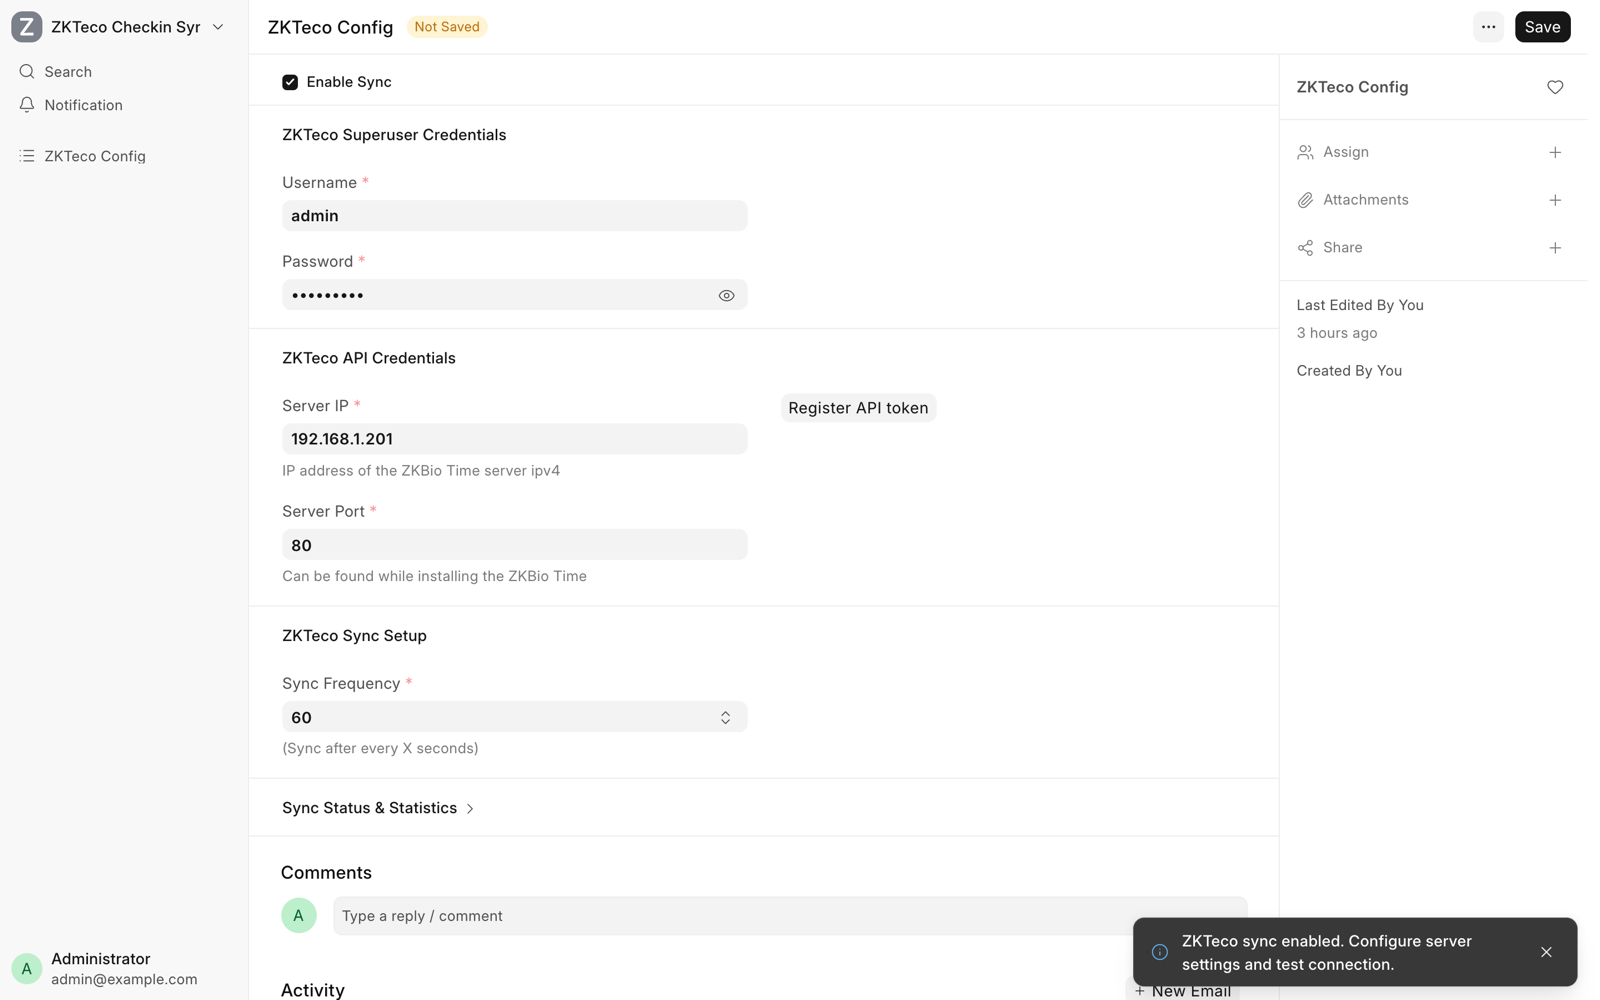 Z
ZKTeco Checkin Syr
Search
Notification
ZKTeco Config
A
Administrator
admin@example.com
ZKTeco Config
Not Saved
Save
Enable Sync
ZKTeco Superuser Credentials
Username *
admin
Password *
•••••••••
ZKTeco API Credentials
Server IP *
192.168.1.201
IP address of the ZKBio Time server ipv4
Register API token
Server Port *
80
Can be found while installing the ZKBio Time
ZKTeco Sync Setup
Sync Frequency *
60
(Sync after every X seconds)
Sync Status & Statistics
Comments
A
Type a reply / comment
Activity
+ New Email
ZKTeco Config
Assign
Attachments
Share
Last Edited By You
3 hours ago
Created By You
ZKTeco sync enabled. Configure server
settings and test connection.